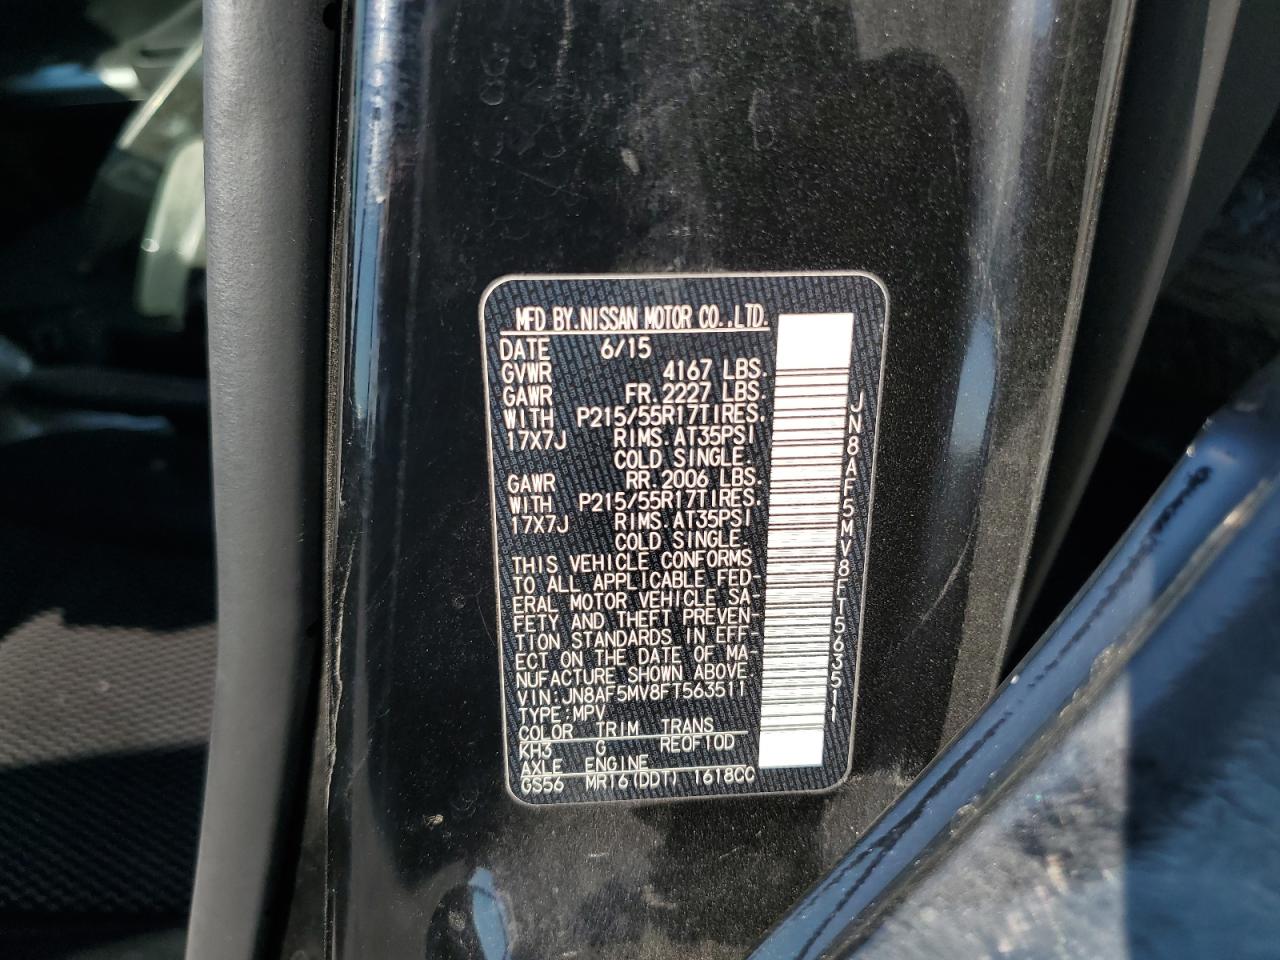 MFD BY.NISSAN MOTOR CO.,LTD.
DATE 6/15
GVWR 4167 LBS.
GAWR FR.2227 LBS.
WITH P215/55R17TIRES.
17X7J RIMS.AT35PSI
COLD SINGLE.
GAWR RR.2006 LBS.
WITH P215/55R17TIRES.
17X7J RIMS.AT35PSI
COLD SINGLE.
THIS VEHICLE CONFORMS
TO ALL APPLICABLE FED-
ERAL MOTOR VEHICLE SA-
FETY AND THEFT PREVEN-
TION STANDARDS IN EFF-
ECT ON THE DATE OF MA-
NUFACTURE SHOWN ABOVE.
VIN:JN8AF5MV8FT563511
TYPE:MPV
COLOR TRIM TRANS
KH3 G RE0F10D
AXLE ENGINE
GS56 MR16(DDT) 1618CC
JN8AF5MV8FT563511